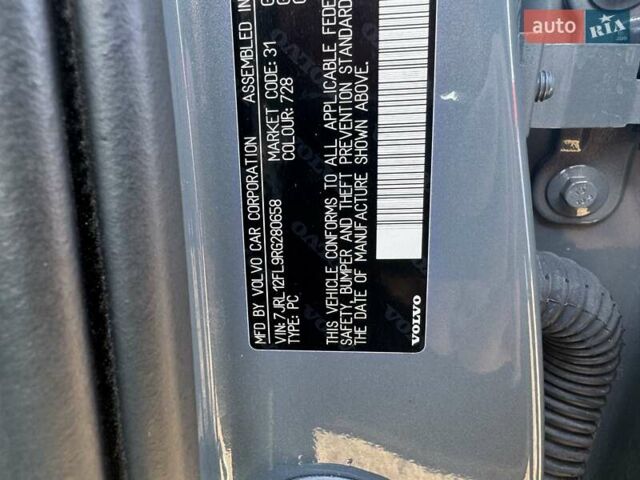 MFD BY VOLVO CAR CORPORATION ASSEMBLED IN
VIN: 7JRL12FL9RG280658 MARKET CODE: 31
TYPE: PC COLOUR: 728
THIS VEHICLE CONFORMS TO ALL APPLICABLE FEDE
SAFETY, BUMPER AND THEFT PREVENTION STANDARD
THE DATE OF MANUFACTURE SHOWN ABOVE.
VOLVO
AUTO RIA
.com